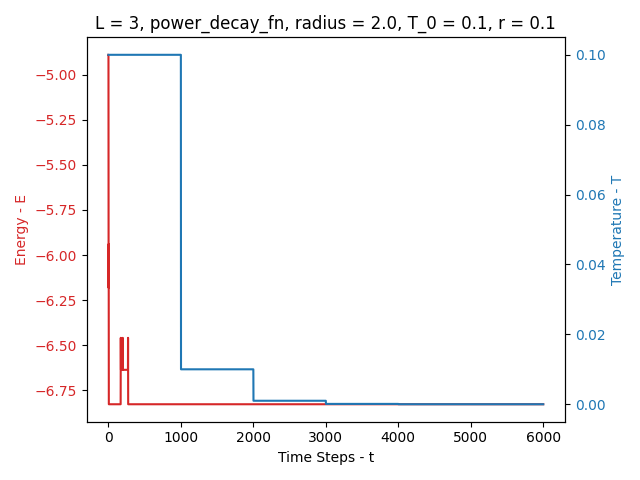 L = 3, power_decay_fn, radius = 2.0, T_0 = 0.1, r = 0.1
−5.00
−5.25
−5.50
−5.75
−6.00
−6.25
−6.50
−6.75
Energy - E
0.10
0.08
0.06
0.04
0.02
0.00
Temperature - T
0 1000 2000 3000 4000 5000 6000
Time Steps - t